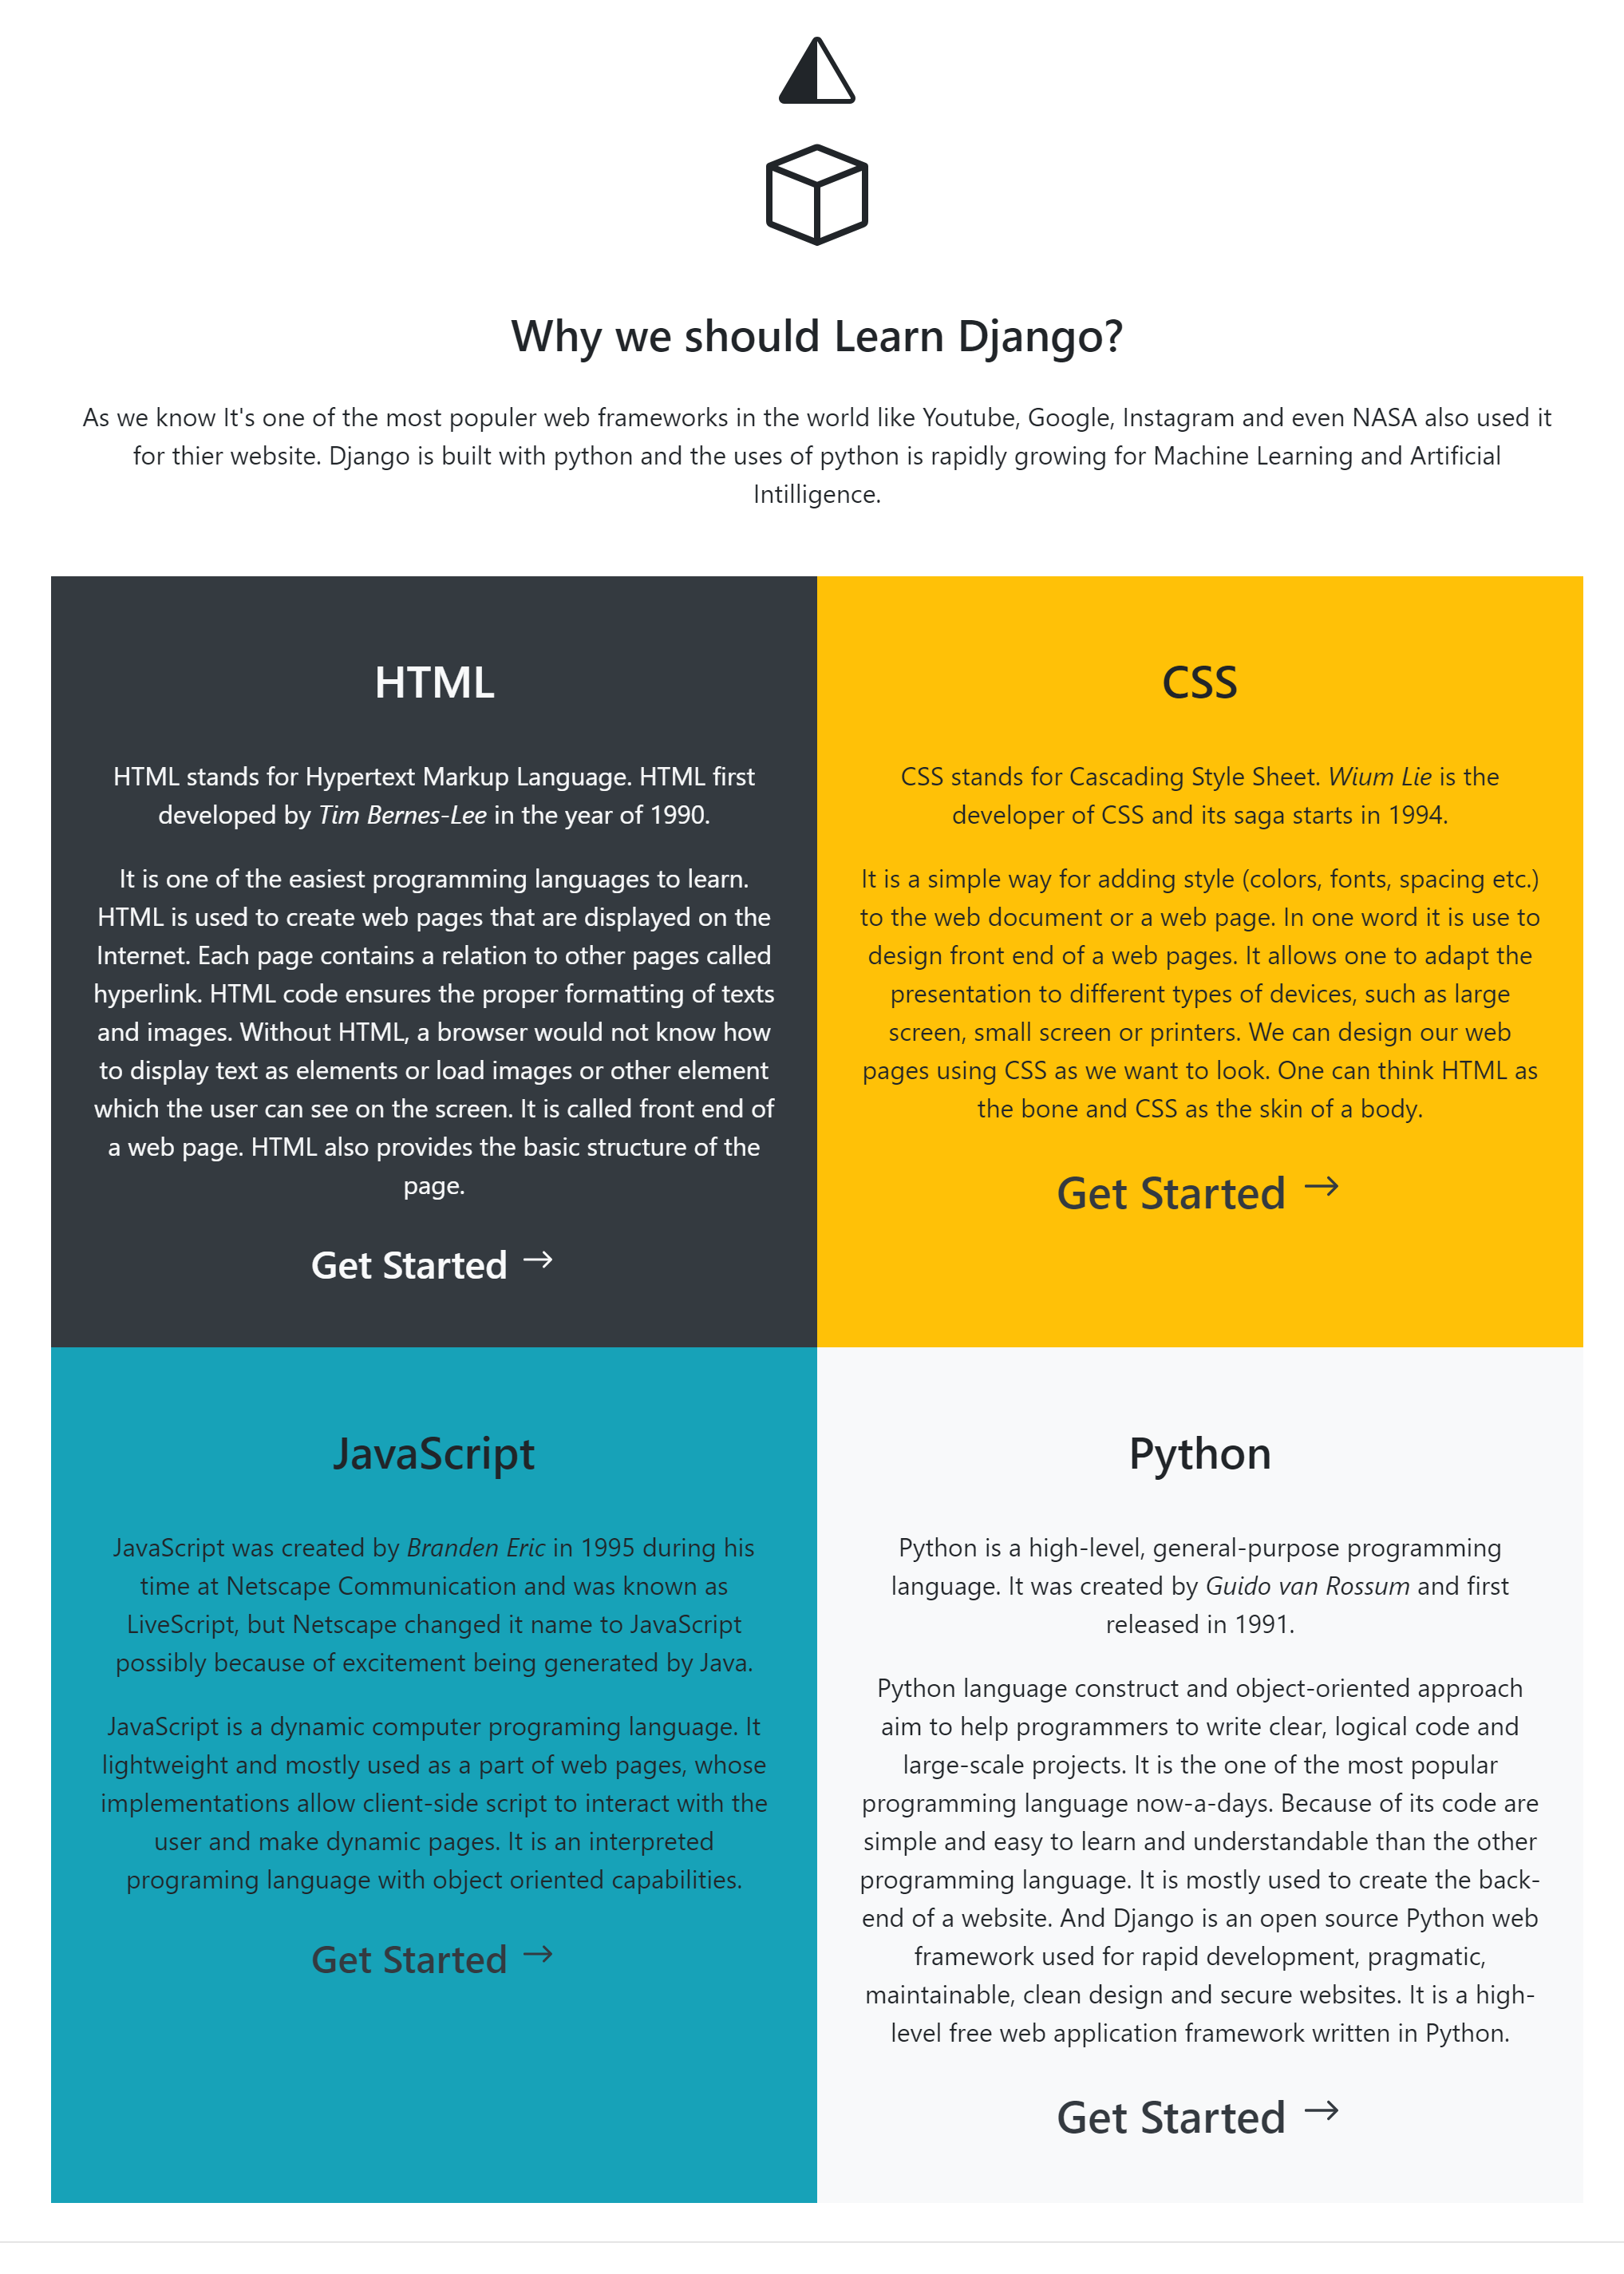 Why we should Learn Django?
As we know It's one of the most populer web frameworks in the world like Youtube, Google, Instagram and even NASA also used it
for thier website. Django is built with python and the uses of python is rapidly growing for Machine Learning and Artificial
Intilligence.
HTML
HTML stands for Hypertext Markup Language. HTML first
developed by Tim Bernes-Lee in the year of 1990.
It is one of the easiest programming languages to learn.
HTML is used to create web pages that are displayed on the
Internet. Each page contains a relation to other pages called
hyperlink. HTML code ensures the proper formatting of texts
and images. Without HTML, a browser would not know how
to display text as elements or load images or other element
which the user can see on the screen. It is called front end of
a web page. HTML also provides the basic structure of the
page.
Get Started →
CSS
CSS stands for Cascading Style Sheet. Wium Lie is the
developer of CSS and its saga starts in 1994.
It is a simple way for adding style (colors, fonts, spacing etc.)
to the web document or a web page. In one word it is use to
design front end of a web pages. It allows one to adapt the
presentation to different types of devices, such as large
screen, small screen or printers. We can design our web
pages using CSS as we want to look. One can think HTML as
the bone and CSS as the skin of a body.
Get Started →
JavaScript
JavaScript was created by Branden Eric in 1995 during his
time at Netscape Communication and was known as
LiveScript, but Netscape changed it name to JavaScript
possibly because of excitement being generated by Java.
JavaScript is a dynamic computer programing language. It
lightweight and mostly used as a part of web pages, whose
implementations allow client-side script to interact with the
user and make dynamic pages. It is an interpreted
programing language with object oriented capabilities.
Get Started →
Python
Python is a high-level, general-purpose programming
language. It was created by Guido van Rossum and first
released in 1991.
Python language construct and object-oriented approach
aim to help programmers to write clear, logical code and
large-scale projects. It is the one of the most popular
programming language now-a-days. Because of its code are
simple and easy to learn and understandable than the other
programming language. It is mostly used to create the back-
end of a website. And Django is an open source Python web
framework used for rapid development, pragmatic,
maintainable, clean design and secure websites. It is a high-
level free web application framework written in Python.
Get Started →